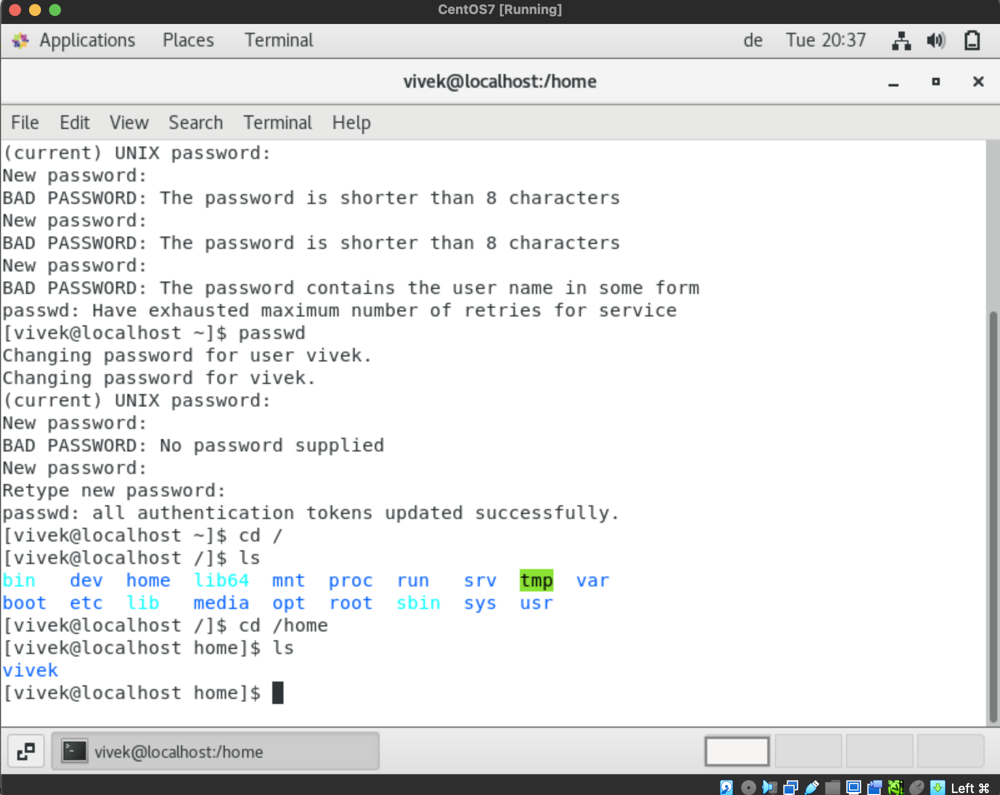 CentOS7 [Running]
Applications Places Terminal de Tue 20:37
vivek@localhost:/home
File Edit View Search Terminal Help
(current) UNIX password:
New password:
BAD PASSWORD: The password is shorter than 8 characters
New password:
BAD PASSWORD: The password is shorter than 8 characters
New password:
BAD PASSWORD: The password contains the user name in some form
passwd: Have exhausted maximum number of retries for service
[vivek@localhost ~]$ passwd
Changing password for user vivek.
Changing password for vivek.
(current) UNIX password:
New password:
BAD PASSWORD: No password supplied
New password:
Retype new password:
passwd: all authentication tokens updated successfully.
[vivek@localhost ~]$ cd /
[vivek@localhost /]$ ls
bin dev home lib64 mnt proc run srv tmp var
boot etc lib media opt root sbin sys usr
[vivek@localhost /]$ cd /home
[vivek@localhost home]$ ls
vivek
[vivek@localhost home]$
vivek@localhost:/home
Left ⌘